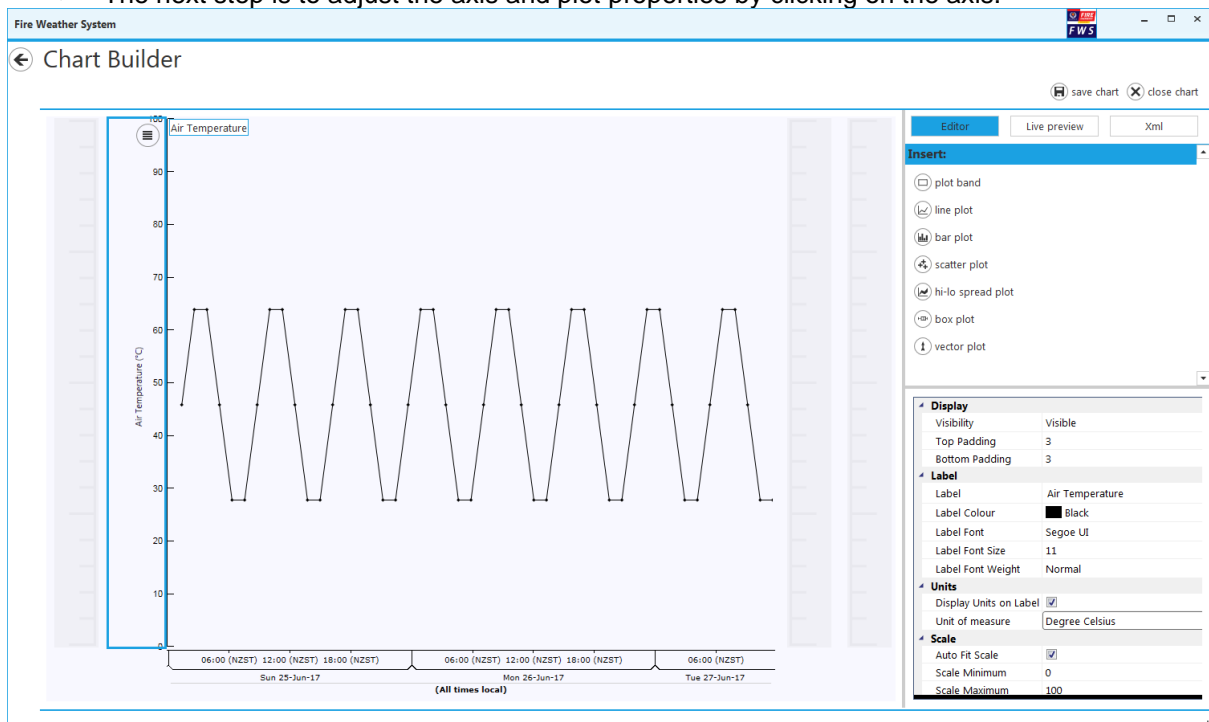 The next step is to adjust the axis and plot properties by clicking on the axis.
Fire Weather System
FIRE
FWS
Chart Builder
save chart close chart
Air Temperature
Editor Live preview Xml
Insert:
plot band
line plot
bar plot
scatter plot
hi-lo spread plot
box plot
vector plot
100
90
80
70
60
50
40
30
20
10
0
Air Temperature (°C)
06:00 (NZST) 12:00 (NZST) 18:00 (NZST) 06:00 (NZST) 12:00 (NZST) 18:00 (NZST) 06:00 (NZST)
Sun 25-Jun-17 Mon 26-Jun-17 Tue 27-Jun-17
(All times local)
Display
Visibility Visible
Top Padding 3
Bottom Padding 3
Label
Label Air Temperature
Label Colour Black
Label Font Segoe UI
Label Font Size 11
Label Font Weight Normal
Units
Display Units on Label
Unit of measure Degree Celsius
Scale
Auto Fit Scale
Scale Minimum 0
Scale Maximum 100